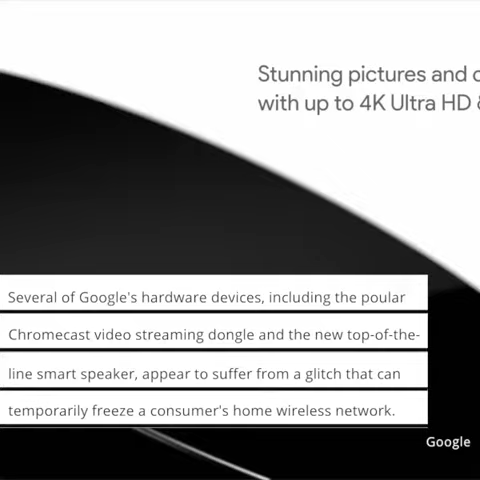 Stunning pictures and
with up to 4K Ultra HD &
Several of Google's hardware devices, including the poular
Chromecast video streaming dongle and the new top-of-the-
line smart speaker, appear to suffer from a glitch that can
temporarily freeze a consumer's home wireless network.
Google